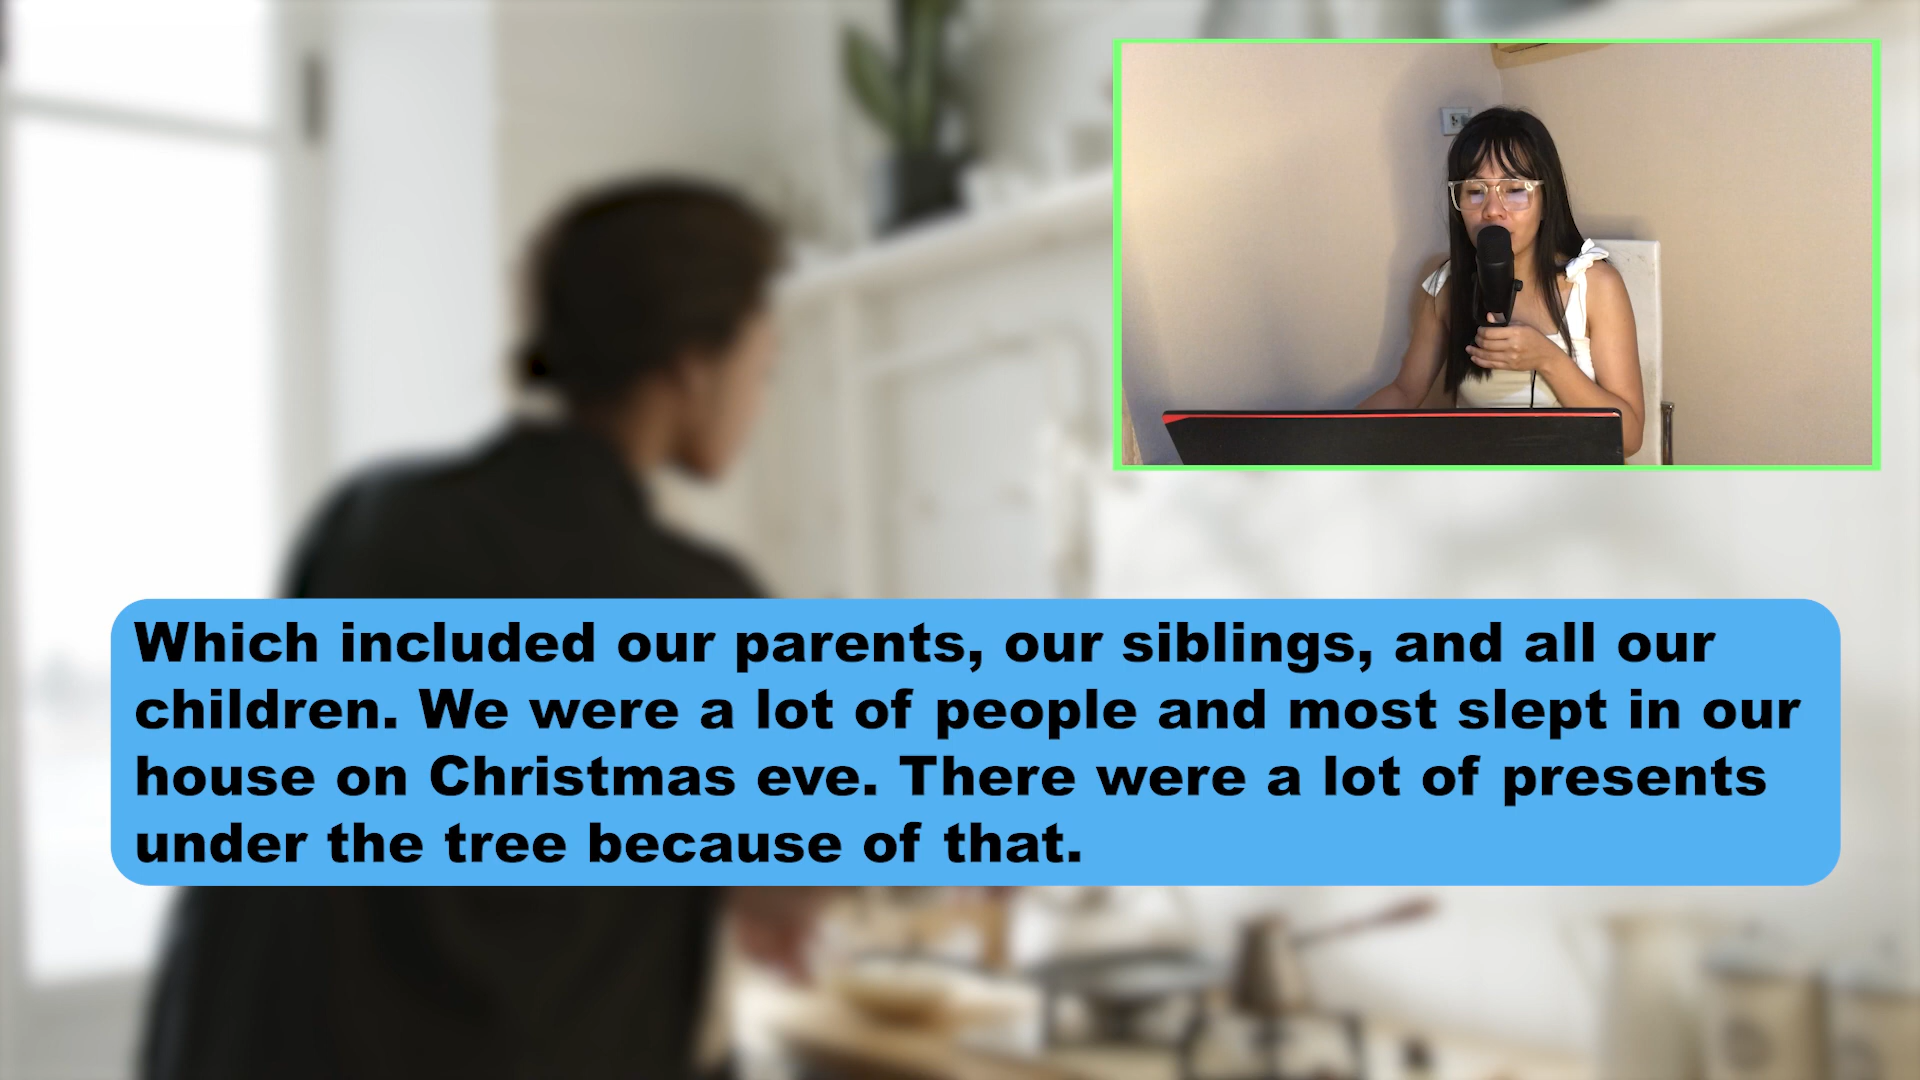 Which included our parents, our siblings, and all our
children. We were a lot of people and most slept in our
house on Christmas eve. There were a lot of presents
under the tree because of that.